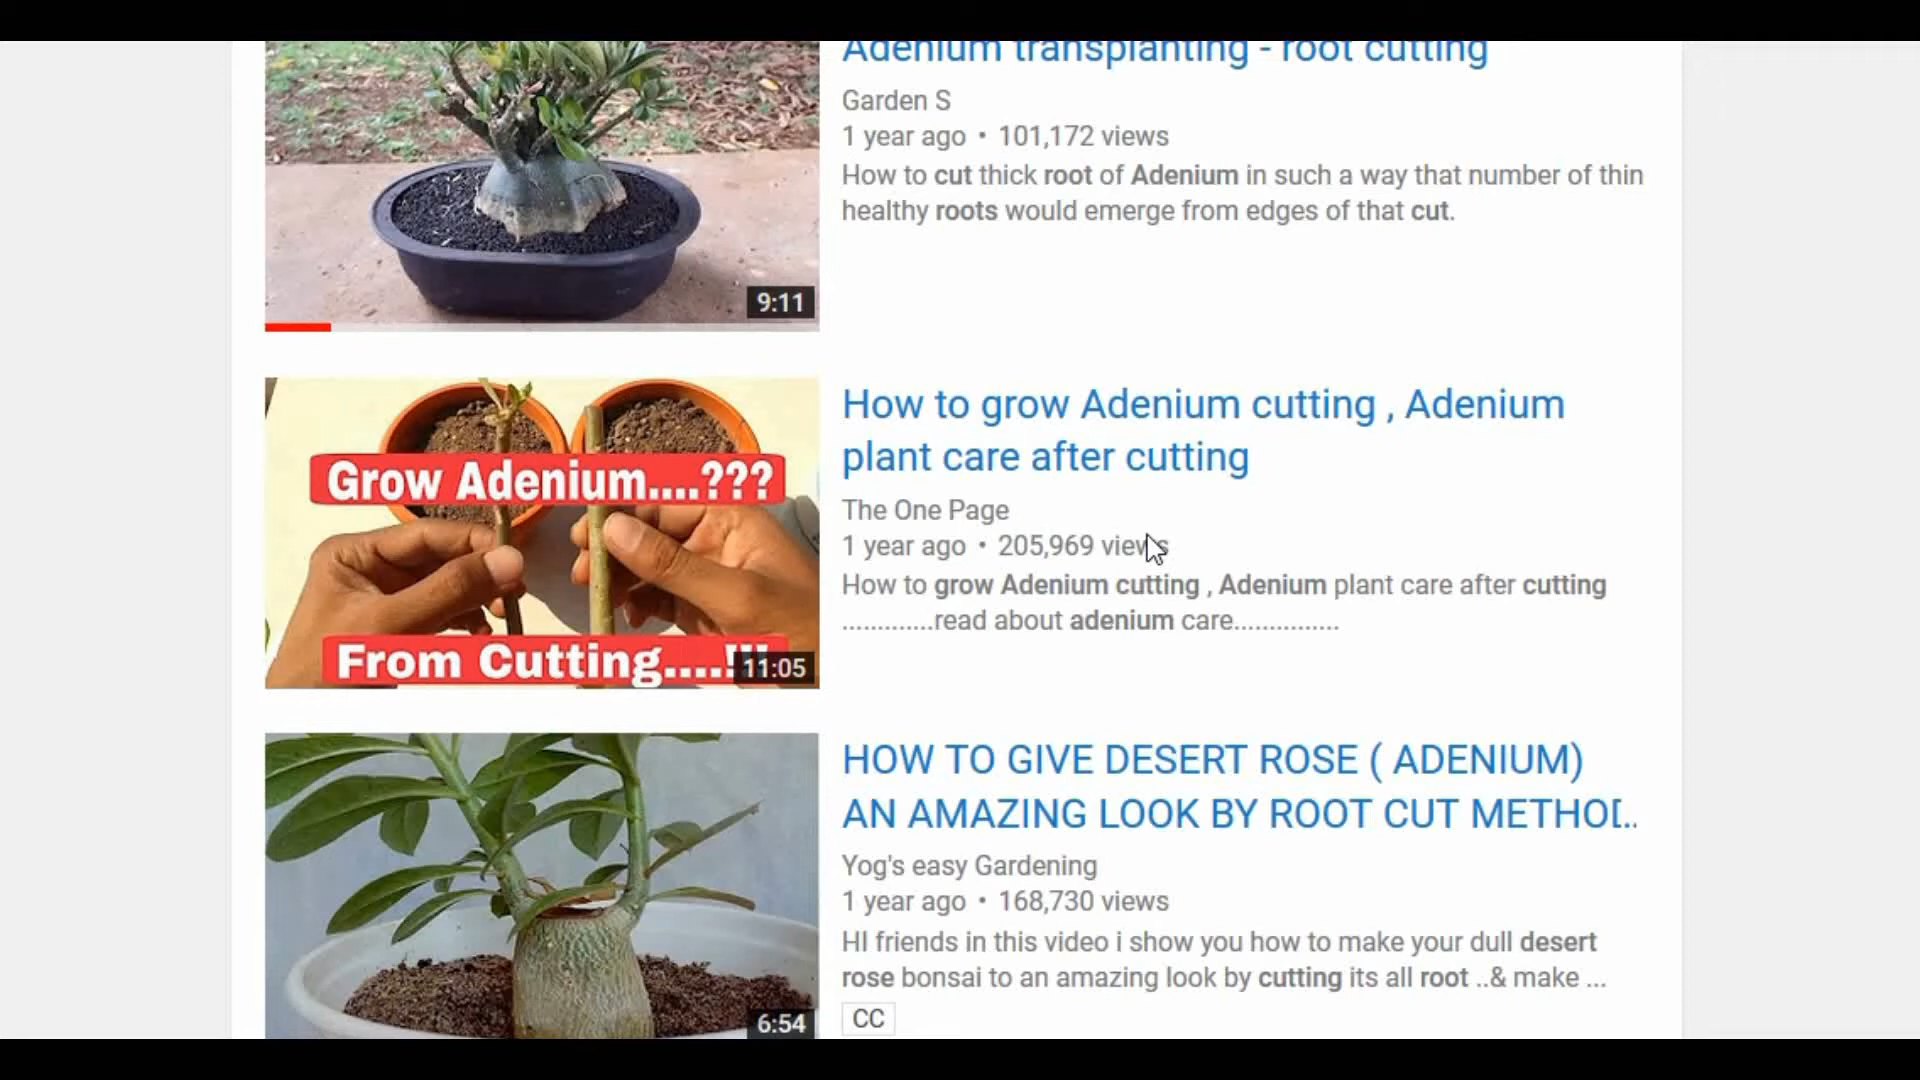 Adenium transplanting - root cutting
Garden S
1 year ago • 101,172 views
How to cut thick root of Adenium in such a way that number of thin
healthy roots would emerge from edges of that cut.
9:11
How to grow Adenium cutting , Adenium
plant care after cutting
Grow Adenium....???
The One Page
1 year ago • 205,969 views
How to grow Adenium cutting , Adenium plant care after cutting
.............read about adenium care...............
From Cutting....!!!
11:05
HOW TO GIVE DESERT ROSE ( ADENIUM)
AN AMAZING LOOK BY ROOT CUT METHOD..
Yog's easy Gardening
1 year ago • 168,730 views
HI friends in this video i show you how to make your dull desert
rose bonsai to an amazing look by cutting its all root ..& make ...
6:54
CC